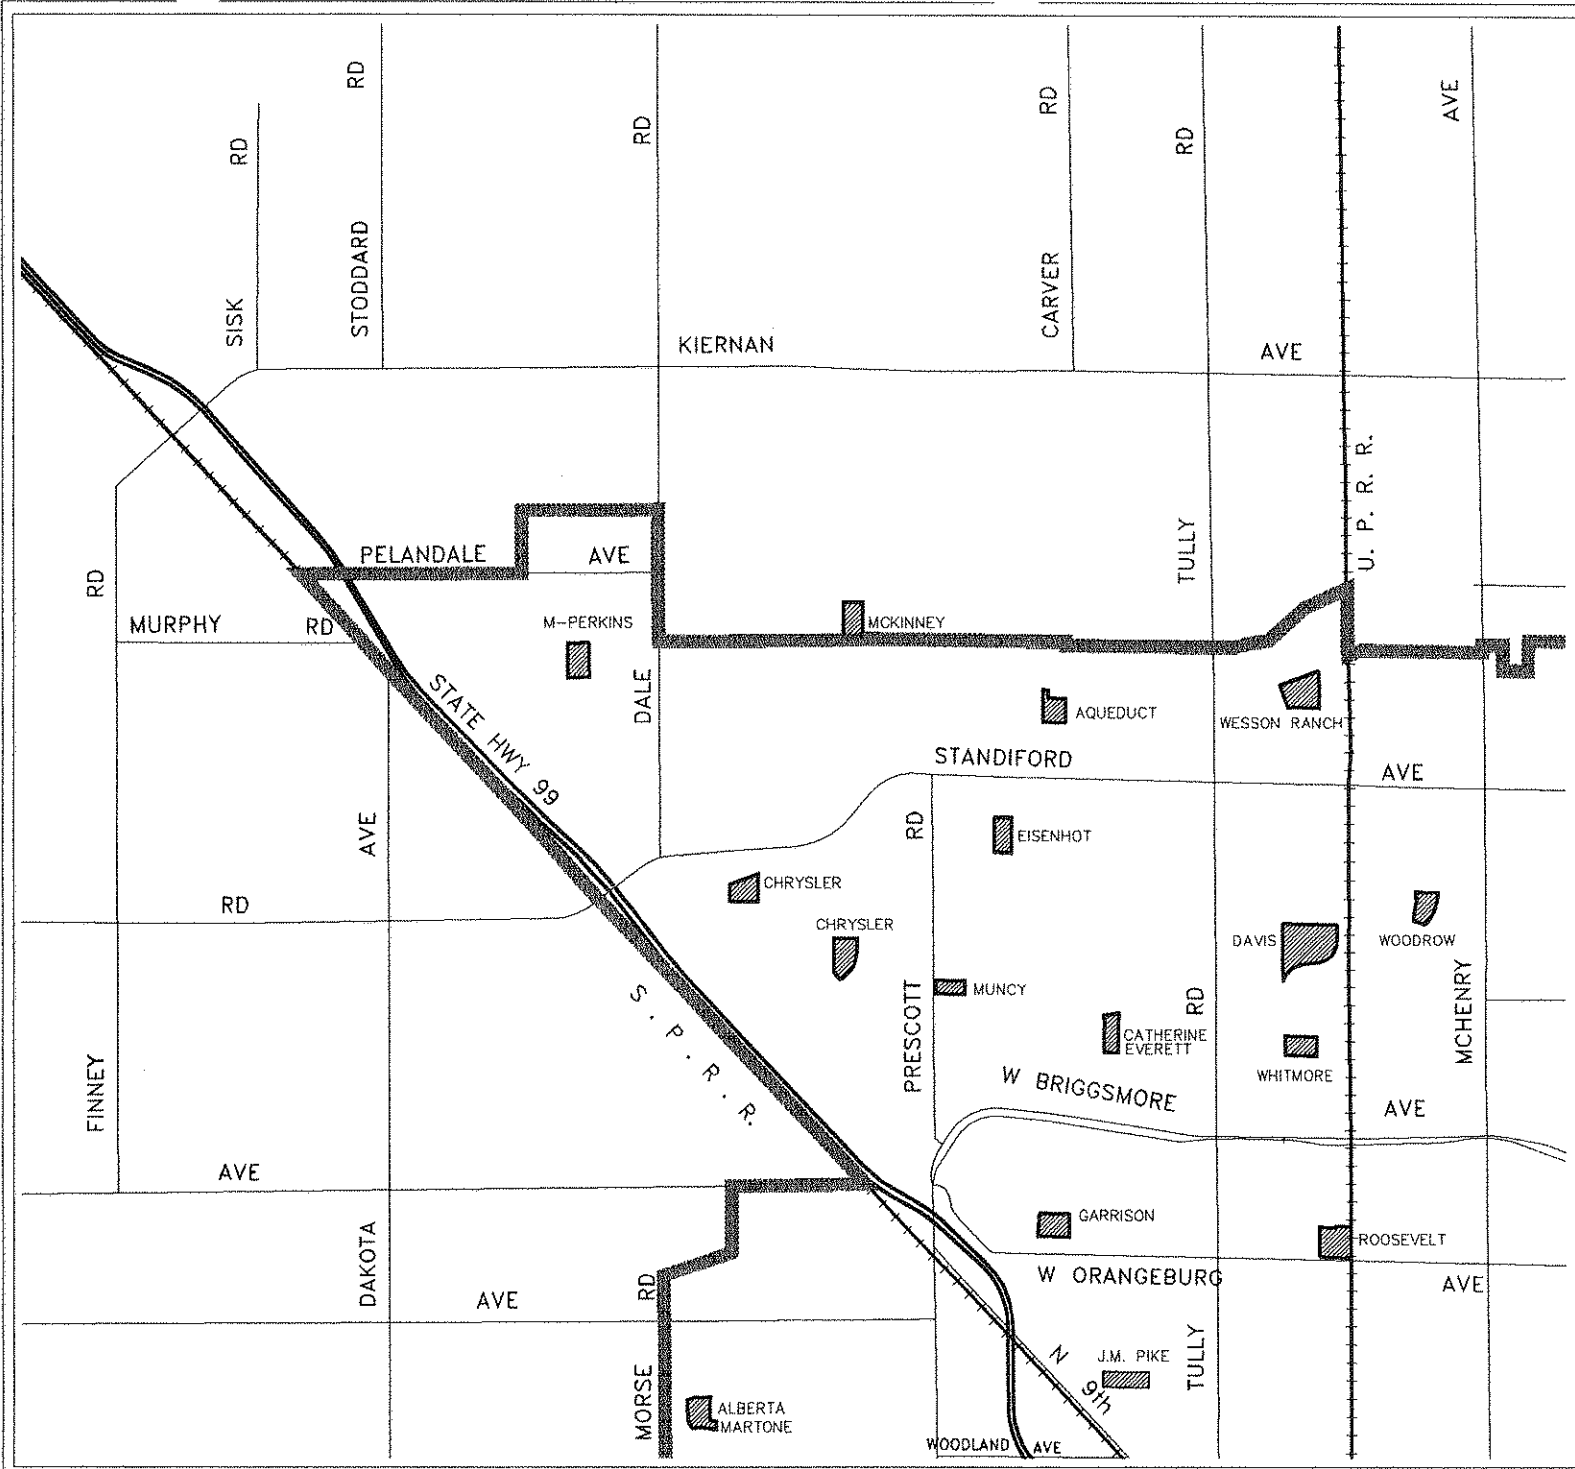 RD
RD
RD
RD
RD
AVE
SISK
STODDARD
CARVER
KIERNAN
AVE
U. P. R. R.
PELANDALE
AVE
TULLY
RD
MURPHY
RD
M-PERKINS
MCKINNEY
DALE
STATE HWY 99
AQUEDUCT
WESSON RANCH
STANDIFORD
AVE
AVE
RD
EISENHOT
CHRYSLER
RD
CHRYSLER
DAVIS
WOODROW
S. P. R. R.
PRESCOTT
MUNCY
RD
MCHENRY
CATHERINE
EVERETT
FINNEY
W BRIGGSMORE
WHITMORE
AVE
AVE
GARRISON
ROOSEVELT
DAKOTA
W ORANGEBURG
AVE
RD
AVE
MORSE
N 9th
J.M. PIKE
TULLY
ALBERTA
MARTONE
WOODLAND AVE